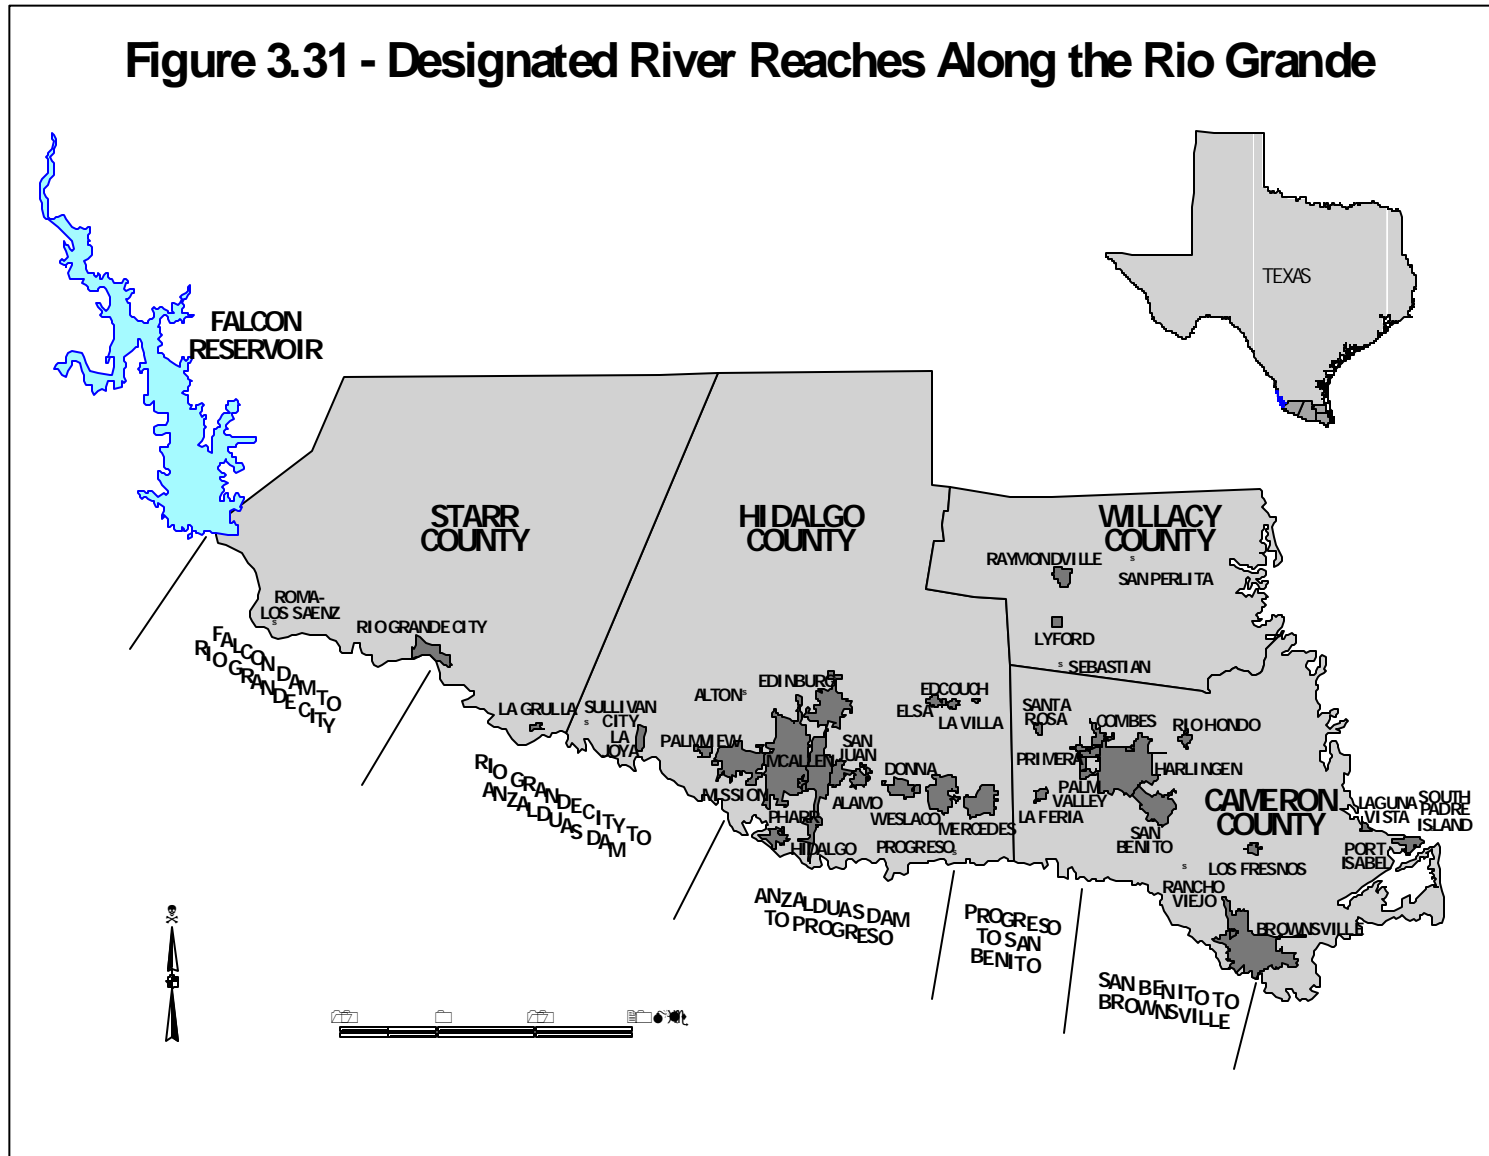 Figure 3.31 - Designated River Reaches Along the Rio Grande
TEXAS
FALCON
RESERVOIR
STARR
COUNTY
HIDALGO
COUNTY
WILLACY
COUNTY
RAYMONDVILLE
SAN PERLITA
LYFORD
SEBASTIAN
ROMA-
LOS SAENZ
RIO GRANDE CITY
FALCON DAM TO
RIO GRANDE CITY
LA GRULLA
SULLIVAN
CITY
LA
JOYA
ALTON
EDINBURG
PALMVIEW
MCALLEN
MISSION
PHARR
HIDALGO
SAN
JUAN
ALAMO
DONNA
WESLACO
MERCEDES
PROGRESO
EDCOUCH
ELSA
LA VILLA
SANTA
ROSA
COMBES
RIO HONDO
PRIMERA
HARLINGEN
PALM
VALLEY
LA FERIA
SAN
BENITO
CAMERON
COUNTY
LAGUNA
VISTA
SOUTH
PADRE
ISLAND
PORT
ISABEL
LOS FRESNOS
RANCHO
VIEJO
BROWNSVILLE
RIO GRANDE CITY TO
ANZALDUAS DAM
ANZALDUAS DAM
TO PROGRESO
PROGRESO
TO SAN
BENITO
SAN BENITO TO
BROWNSVILLE